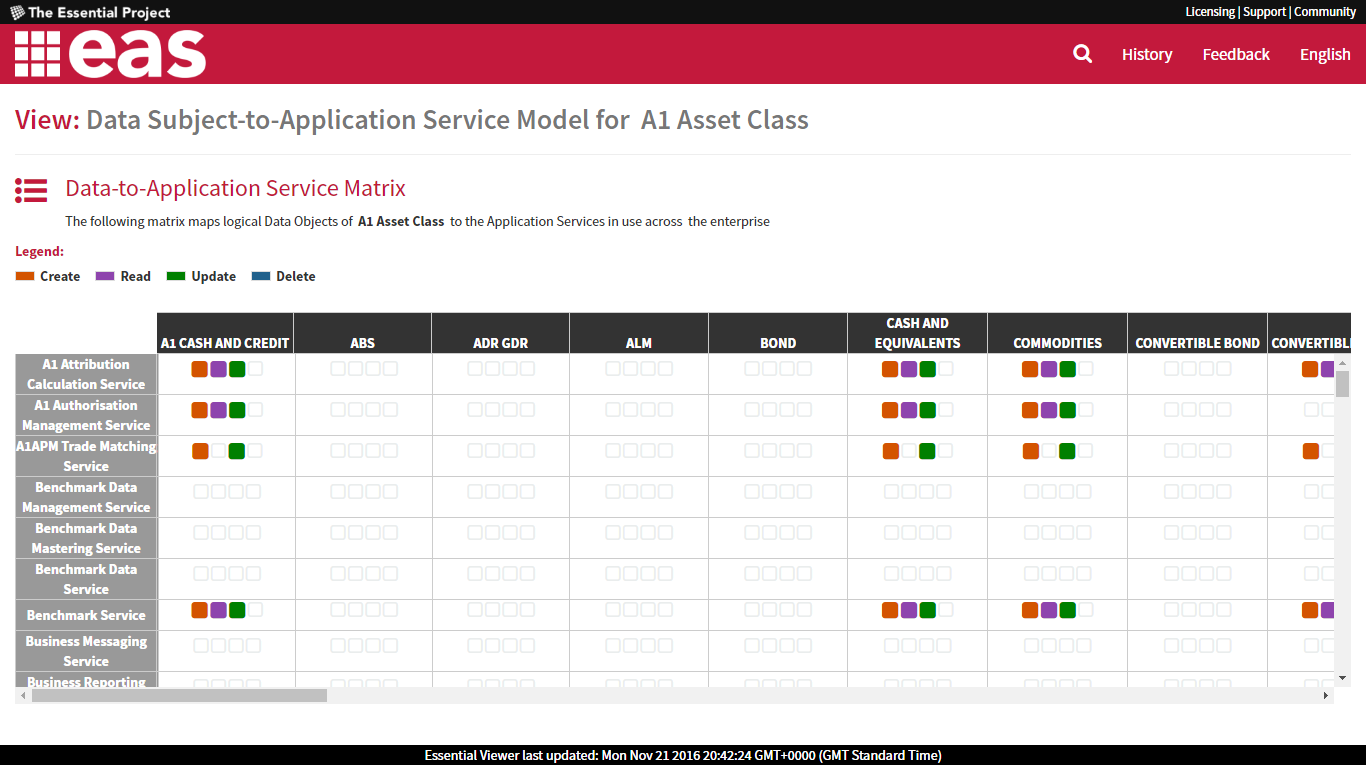 The Essential Project
Licensing | Support | Community
eas
History
Feedback
English
View: Data Subject-to-Application Service Model for A1 Asset Class
Data-to-Application Service Matrix
The following matrix maps logical Data Objects of A1 Asset Class to the Application Services in use across the enterprise
Legend:
Create
Read
Update
Delete
A1 CASH AND CREDIT
ABS
ADR GDR
ALM
BOND
CASH AND
EQUIVALENTS
COMMODITIES
CONVERTIBLE BOND
CONVERTIBL
A1 Attribution
Calculation Service
A1 Authorisation
Management Service
A1APM Trade Matching
Service
Benchmark Data
Management Service
Benchmark Data
Mastering Service
Benchmark Data
Service
Benchmark Service
Business Messaging
Service
Business Reporting
Essential Viewer last updated: Mon Nov 21 2016 20:42:24 GMT+0000 (GMT Standard Time)